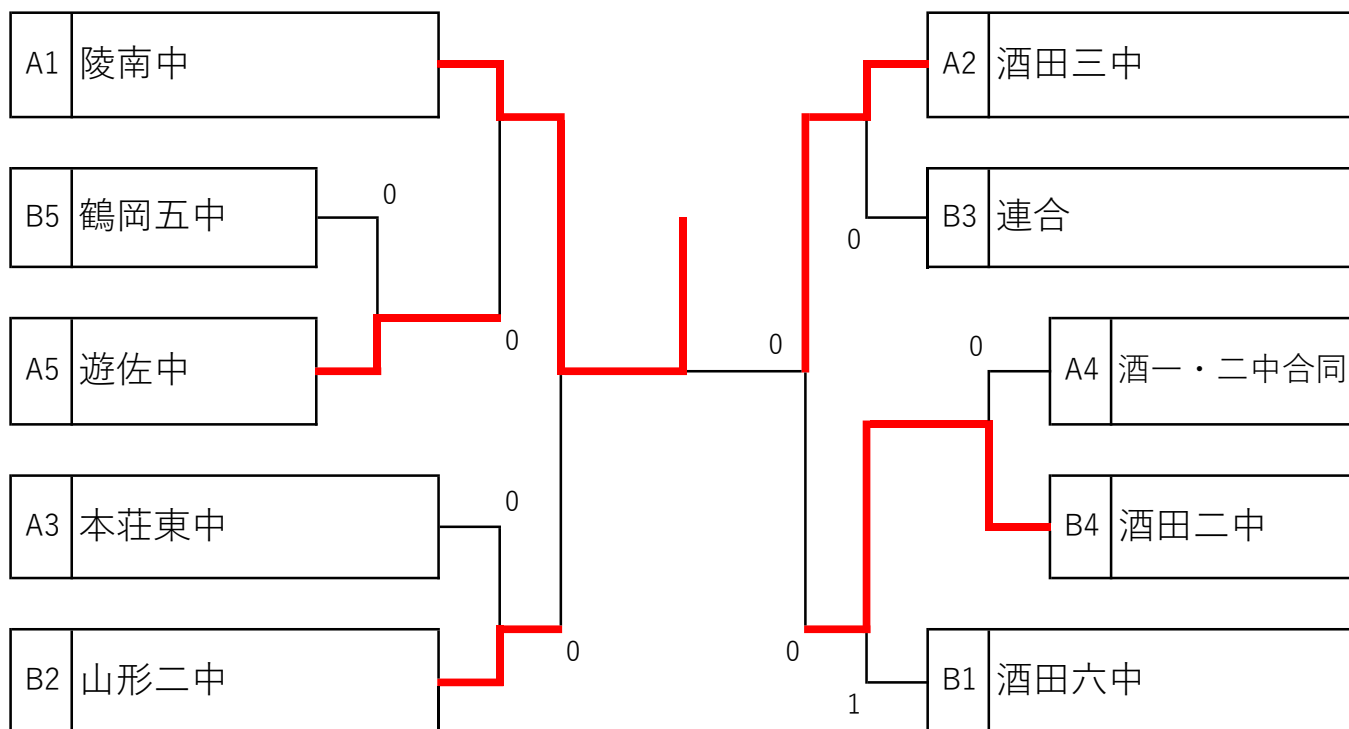 A1 陵南中
A2 酒田三中
B5 鶴岡五中
0
B3 連合
0
A5 遊佐中
0
0
0
A4 酒一・二中合同
A3 本荘東中
0
B4 酒田二中
B2 山形二中
0
0
1
B1 酒田六中